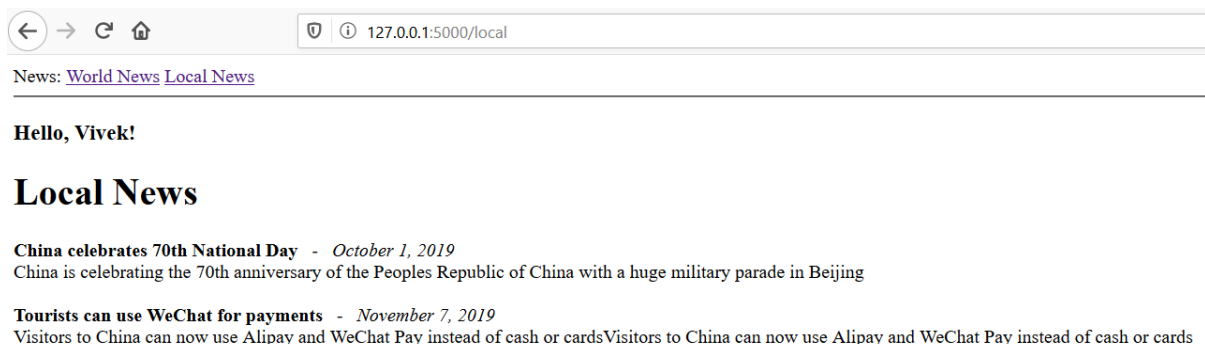 127.0.0.1:5000/local
News: World News Local News
Hello, Vivek!
Local News
China celebrates 70th National Day - October 1, 2019
China is celebrating the 70th anniversary of the Peoples Republic of China with a huge military parade in Beijing
Tourists can use WeChat for payments - November 7, 2019
Visitors to China can now use Alipay and WeChat Pay instead of cash or cardsVisitors to China can now use Alipay and WeChat Pay instead of cash or cards